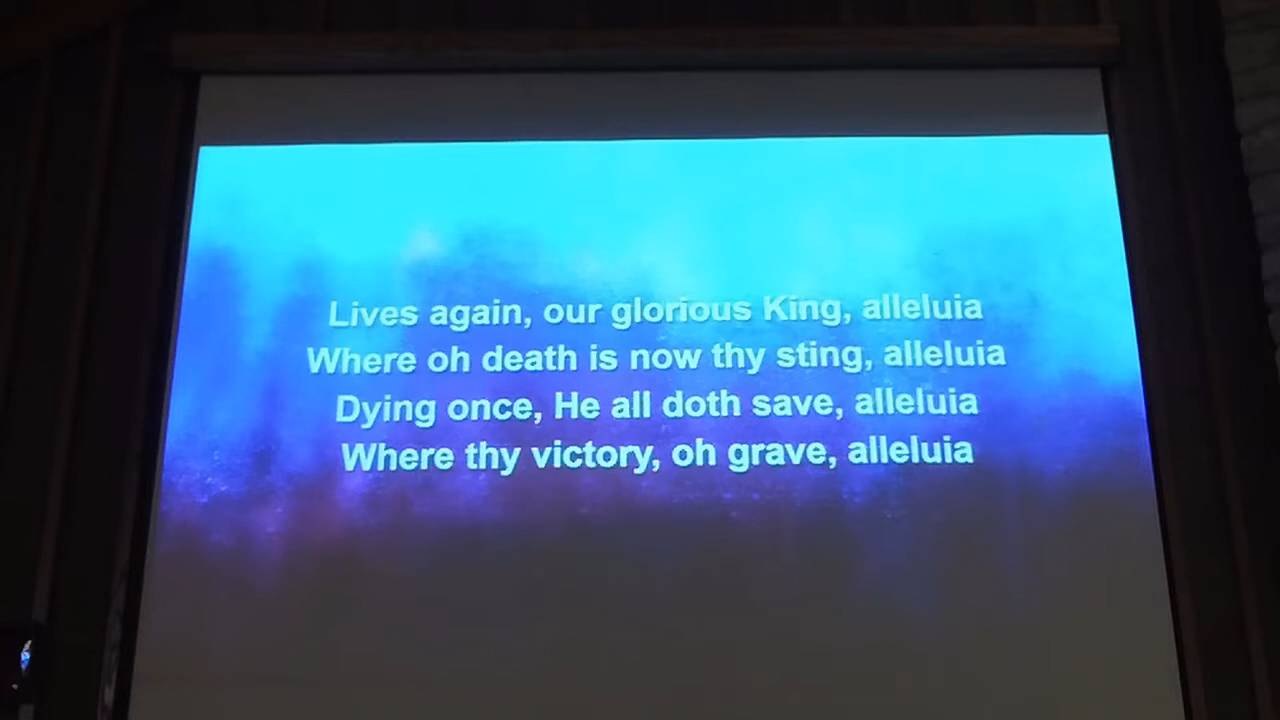 Lives again, our glorious King, alleluia
Where oh death is now thy sting, alleluia
Dying once, He all doth save, alleluia
Where thy victory, oh grave, alleluia